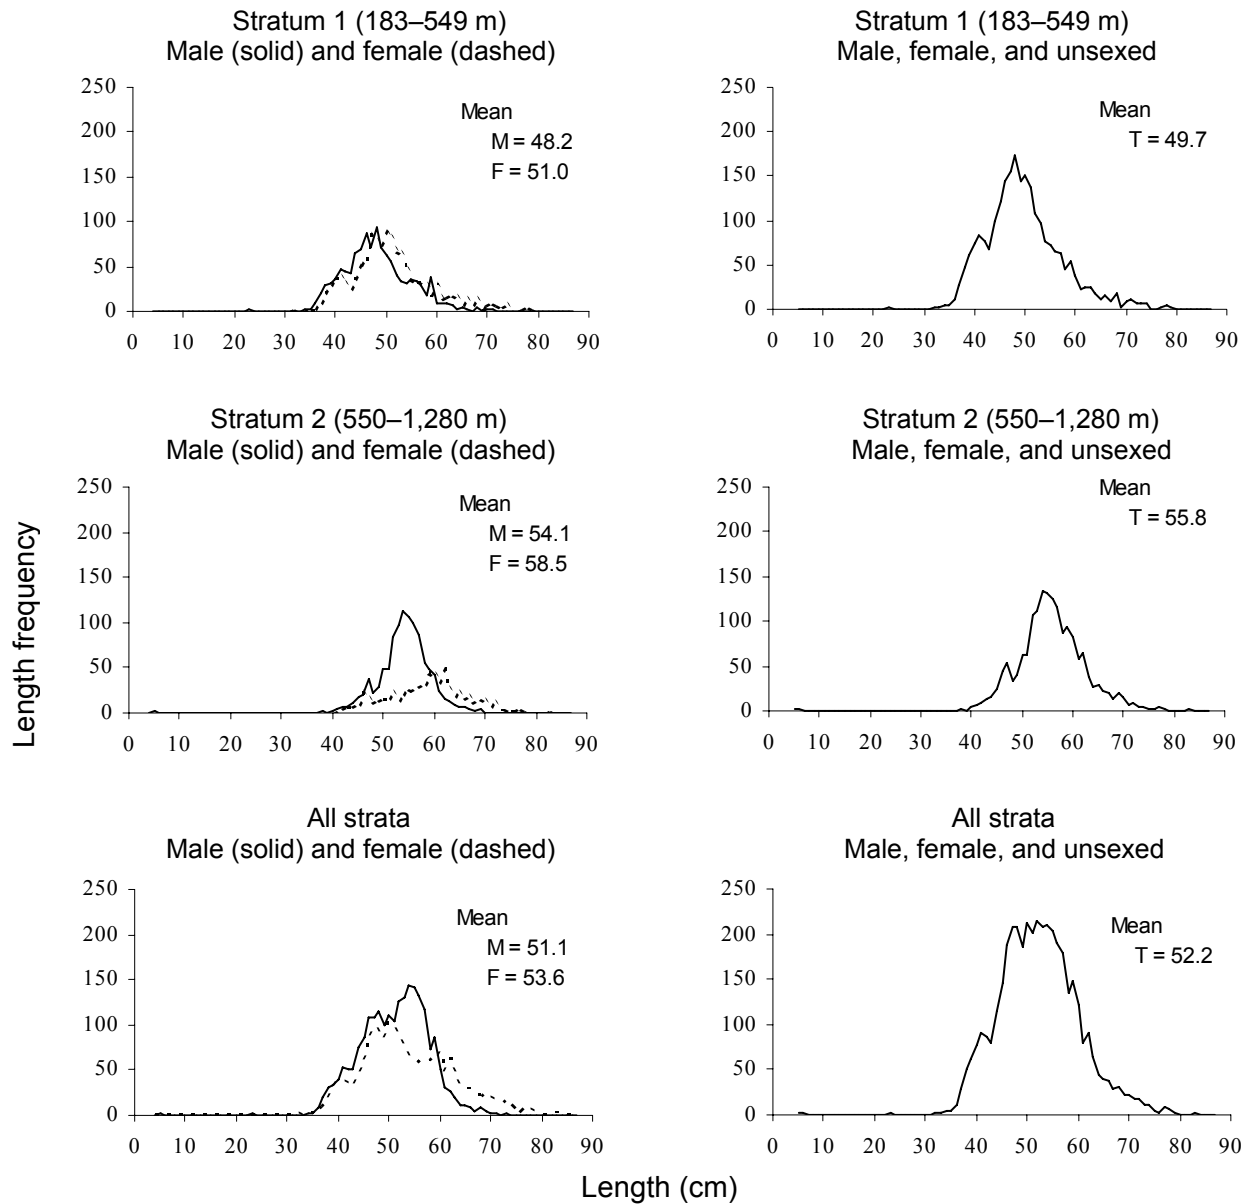 Stratum 1 (183–549 m)
Male (solid) and female (dashed)
250
200
150
100
50
0
Mean
M = 48.2
F = 51.0
0 10 20 30 40 50 60 70 80 90
Stratum 1 (183–549 m)
Male, female, and unsexed
250
200
150
100
50
0
Mean
T = 49.7
0 10 20 30 40 50 60 70 80 90
Length frequency
Stratum 2 (550–1,280 m)
Male (solid) and female (dashed)
250
200
150
100
50
0
Mean
M = 54.1
F = 58.5
0 10 20 30 40 50 60 70 80 90
Stratum 2 (550–1,280 m)
Male, female, and unsexed
250
200
150
100
50
0
Mean
T = 55.8
0 10 20 30 40 50 60 70 80 90
All strata
Male (solid) and female (dashed)
250
200
150
100
50
0
Mean
M = 51.1
F = 53.6
0 10 20 30 40 50 60 70 80 90
All strata
Male, female, and unsexed
250
200
150
100
50
0
Mean
T = 52.2
0 10 20 30 40 50 60 70 80 90
Length (cm)